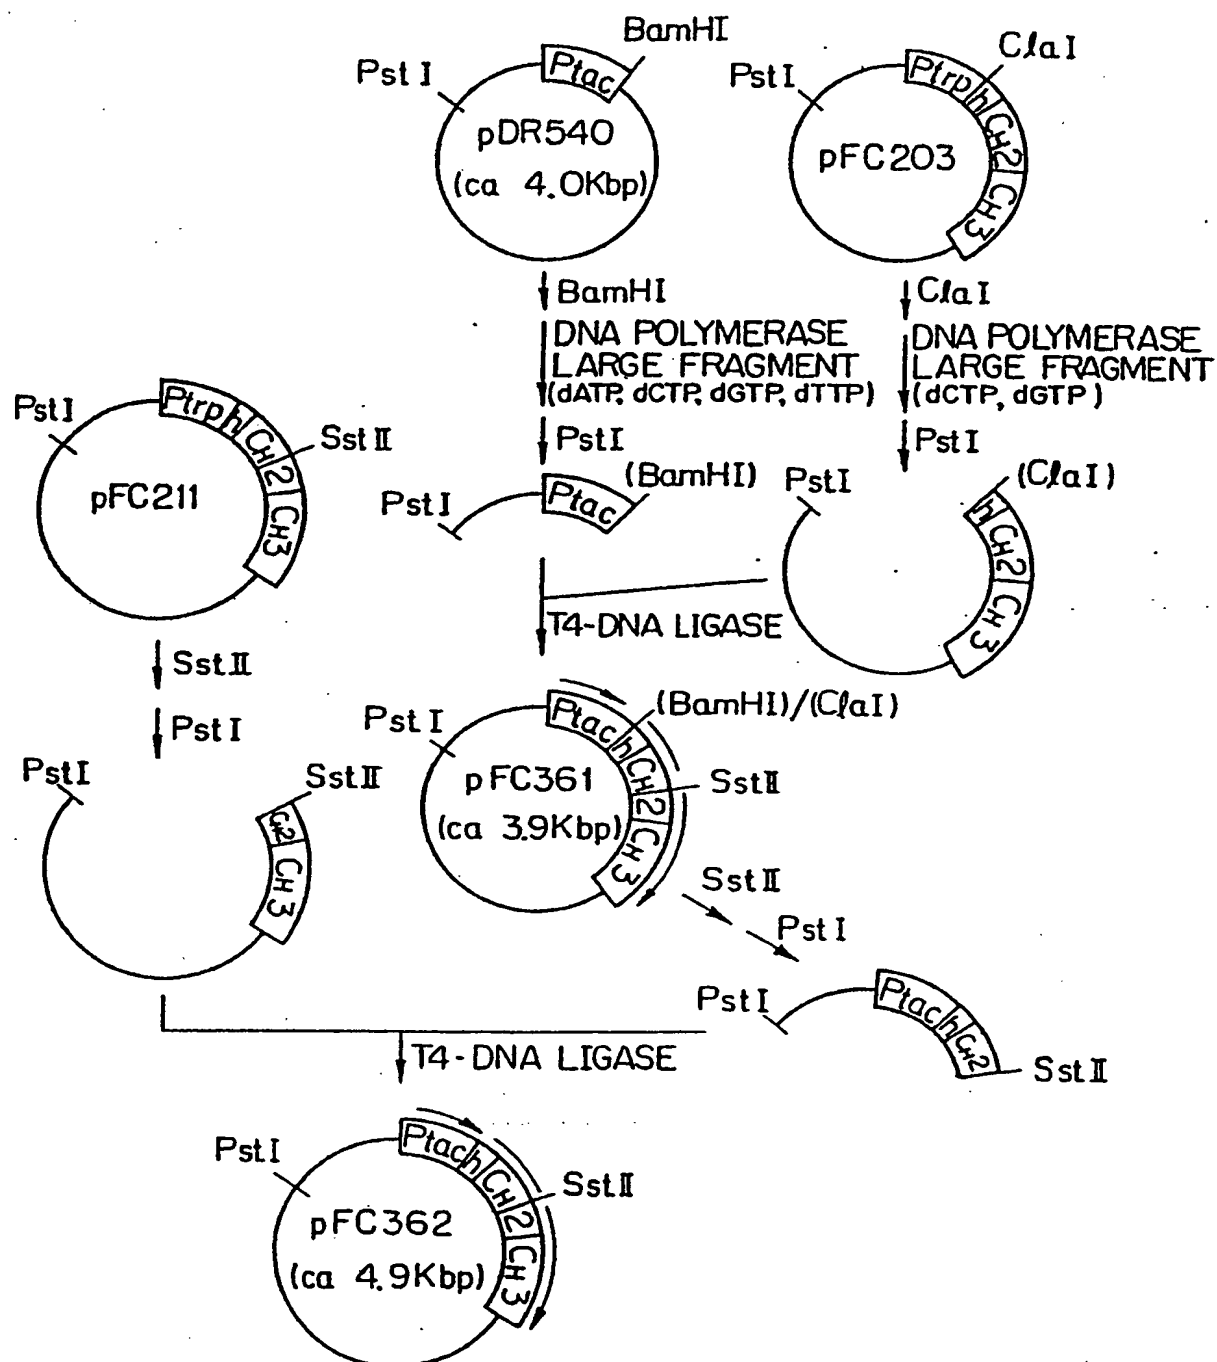 BamHI
Pst I
Ptac
pDR540
(ca 4.0Kbp)
ClaI
Pst I
Ptrp h CH2 CH3
pFC203
BamHI
DNA POLYMERASE
LARGE FRAGMENT
(dATP, dCTP, dGTP, dTTP)
PstI
ClaI
DNA POLYMERASE
LARGE FRAGMENT
(dCTP, dGTP)
PstI
PstI
Ptrp h CH2 CH3
SstII
pFC211
PstI
Ptac
(BamHI)
PstI
(ClaI)
h CH2 CH3
T4-DNA LIGASE
SstII
PstI
PstI
SstII
CH2 CH3
Pst I
Ptac h CH2 CH3
(BamHI)/(ClaI)
SstII
pFC361
(ca 3.9Kbp)
SstII
PstI
PstI
Ptac h CH2
SstII
T4-DNA LIGASE
PstI
Ptac h CH2 CH3
SstII
pFC362
(ca 4.9Kbp)